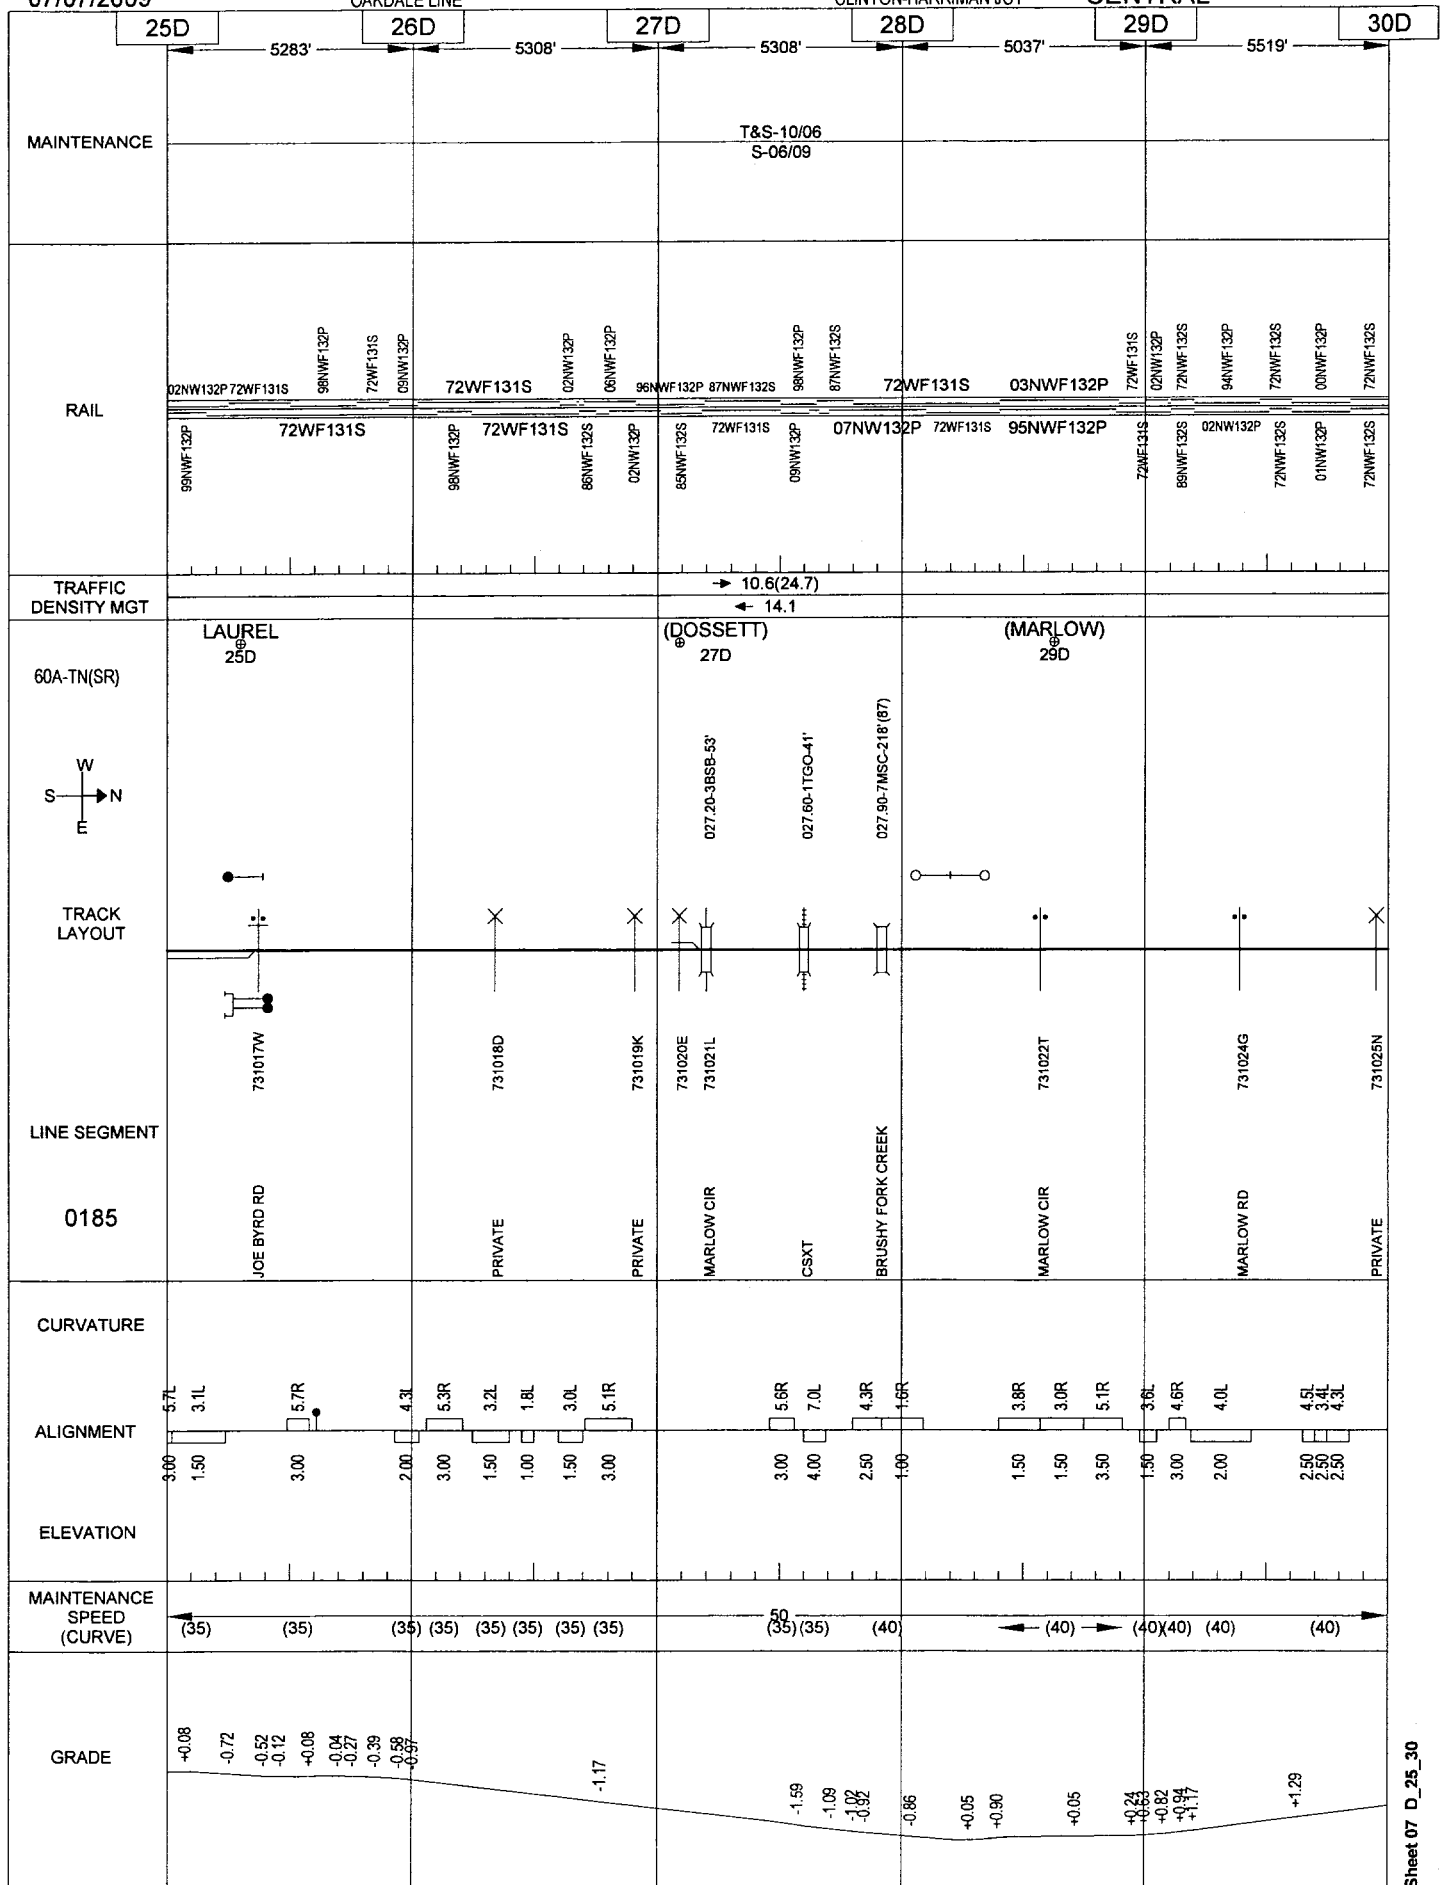 07/07/2009 OAKDALE LINE CLINTON-HARRIMAN JCT CENTRAL
25D 26D 27D 28D 29D 30D
5283' 5308' 5308' 5037' 5519'
MAINTENANCE
T&S-10/06
S-06/09
RAIL
02NW132P 72WF131S 98NWF132P 72WF131S 09NW132P 72WF131S 02NW132P 06NWF132P 96NWF132P 87NWF132S 98NWF132P 87NWF132S 72WF131S 03NWF132P 72WF131S 02NW132P 72NWF132S 94NWF132P 72NWF132S 00NWF132P 72NWF132S
99NWF132P 72WF131S 98NWF132P 72WF131S 86NWF132S 02NW132P 85NWF132S 72WF131S 09NW132P 07NW132P 72WF131S 95NWF132P 72WF131S 89NWF132S 02NW132P 72NWF132S 01NW132P 72NWF132S
TRAFFIC
DENSITY MGT
10.6(24.7)
14.1
LAUREL
25D
(DOSSETT)
27D
(MARLOW)
29D
60A-TN(SR)
W
S N
E
027.20-3BSB-53'
027.60-1TGO-41'
027.90-7MSC-218'(87)
TRACK
LAYOUT
731017W 731018D 731019K 731020E 731021L 731022T 731024G 731025N
LINE SEGMENT
0185
JOE BYRD RD PRIVATE PRIVATE MARLOW CIR CSXT BRUSHY FORK CREEK MARLOW CIR MARLOW RD PRIVATE
CURVATURE
5.7L 3.1L 5.7R 4.3L 5.3R 3.2L 1.8L 3.0L 5.1R 5.6R 7.0L 4.3R 1.6R 3.8R 3.0R 5.1R 3.6L 4.6R 4.0L 4.5L 3.4L 4.3L
ALIGNMENT
3.00 1.50 3.00 2.00 3.00 1.50 1.00 1.50 3.00 3.00 4.00 2.50 1.00 1.50 1.50 3.50 1.50 3.00 2.00 2.50 2.50 2.50
ELEVATION
MAINTENANCE
SPEED
(CURVE)
50
(35) (35) (35) (35) (35) (35) (35) (35) (35) (35) (40) (40) (40) (40) (40) (40)
GRADE
+0.08 -0.72 -0.52 -0.12 +0.08 -0.04 -0.27 -0.39 -0.58 -0.97 -1.17 -1.59 -1.09 -1.02 -0.92 -0.86 +0.05 +0.90 +0.05 +0.24 +0.82 +0.94 +1.17 +1.29
Sheet 07 D_25_30